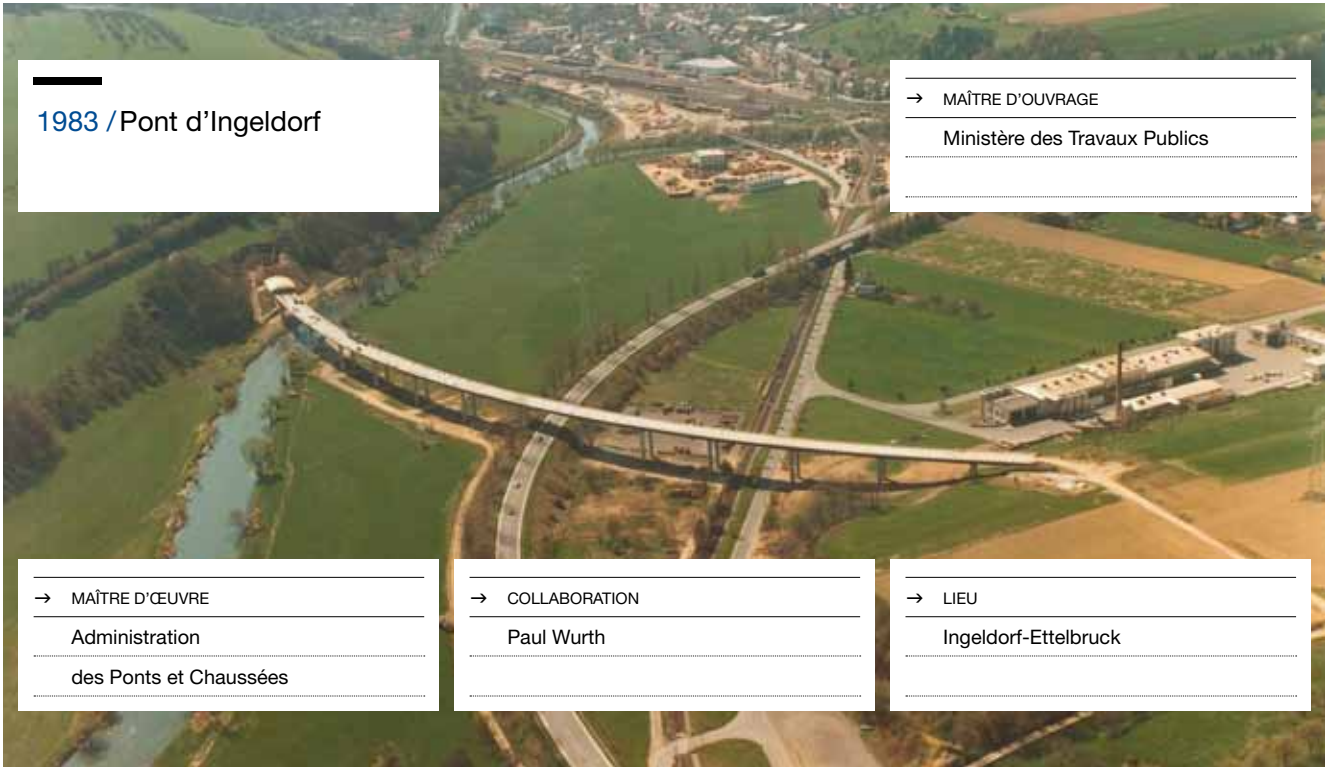 1983 / Pont d'Ingeldorf
→ MAÎTRE D'OUVRAGE
Ministère des Travaux Publics
→ MAÎTRE D'ŒUVRE
Administration
des Ponts et Chaussées
→ COLLABORATION
Paul Wurth
→ LIEU
Ingeldorf-Ettelbruck